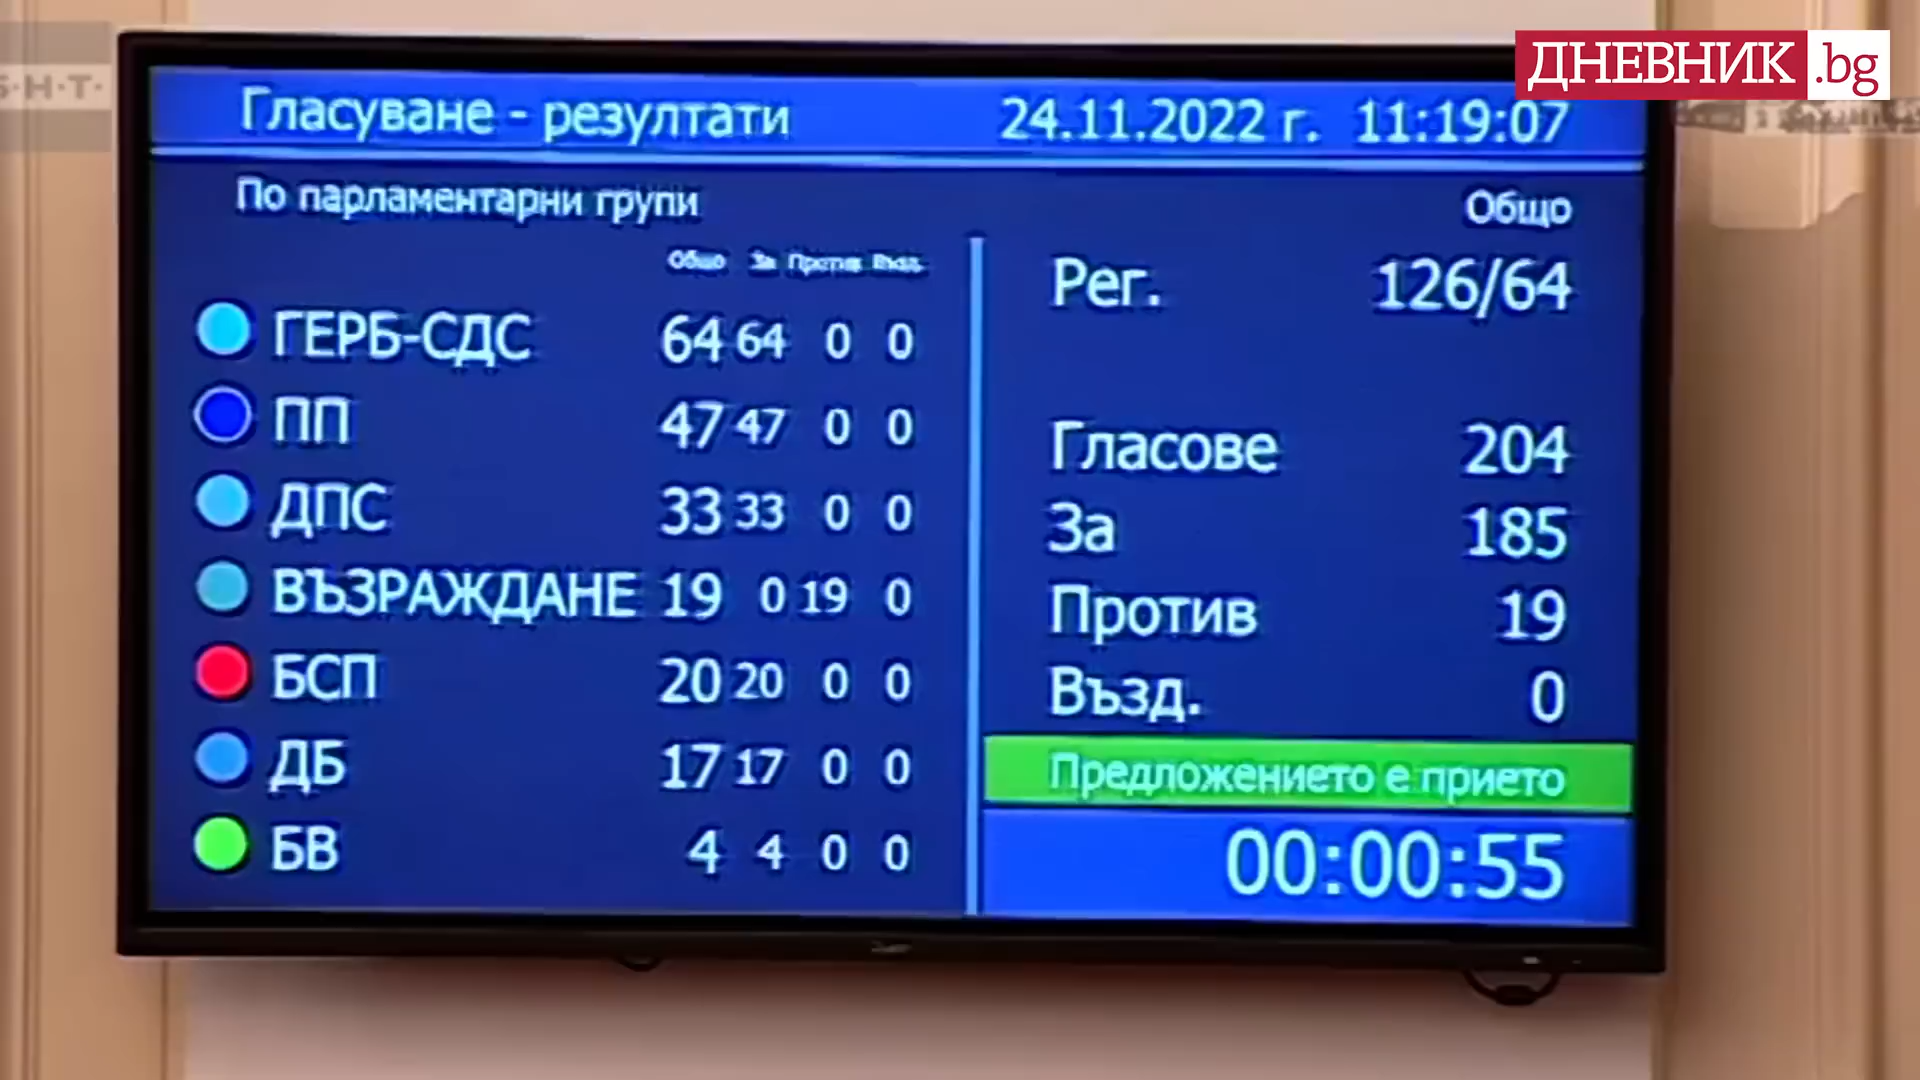 ДНЕВНИК.bg
Б·Н·Т·
Гласуване - резултати 24.11.2022 г. 11:19:07
По парламентарни групи Общо
Общо За Против Възд.
ГЕРБ-СДС 64 64 0 0
ПП 47 47 0 0
ДПС 33 33 0 0
ВЪЗРАЖДАНЕ 19 0 19 0
БСП 20 20 0 0
ДБ 17 17 0 0
БВ 4 4 0 0
Рег. 126/64
Гласове 204
За 185
Против 19
Възд. 0
Предложението е прието
00:00:55